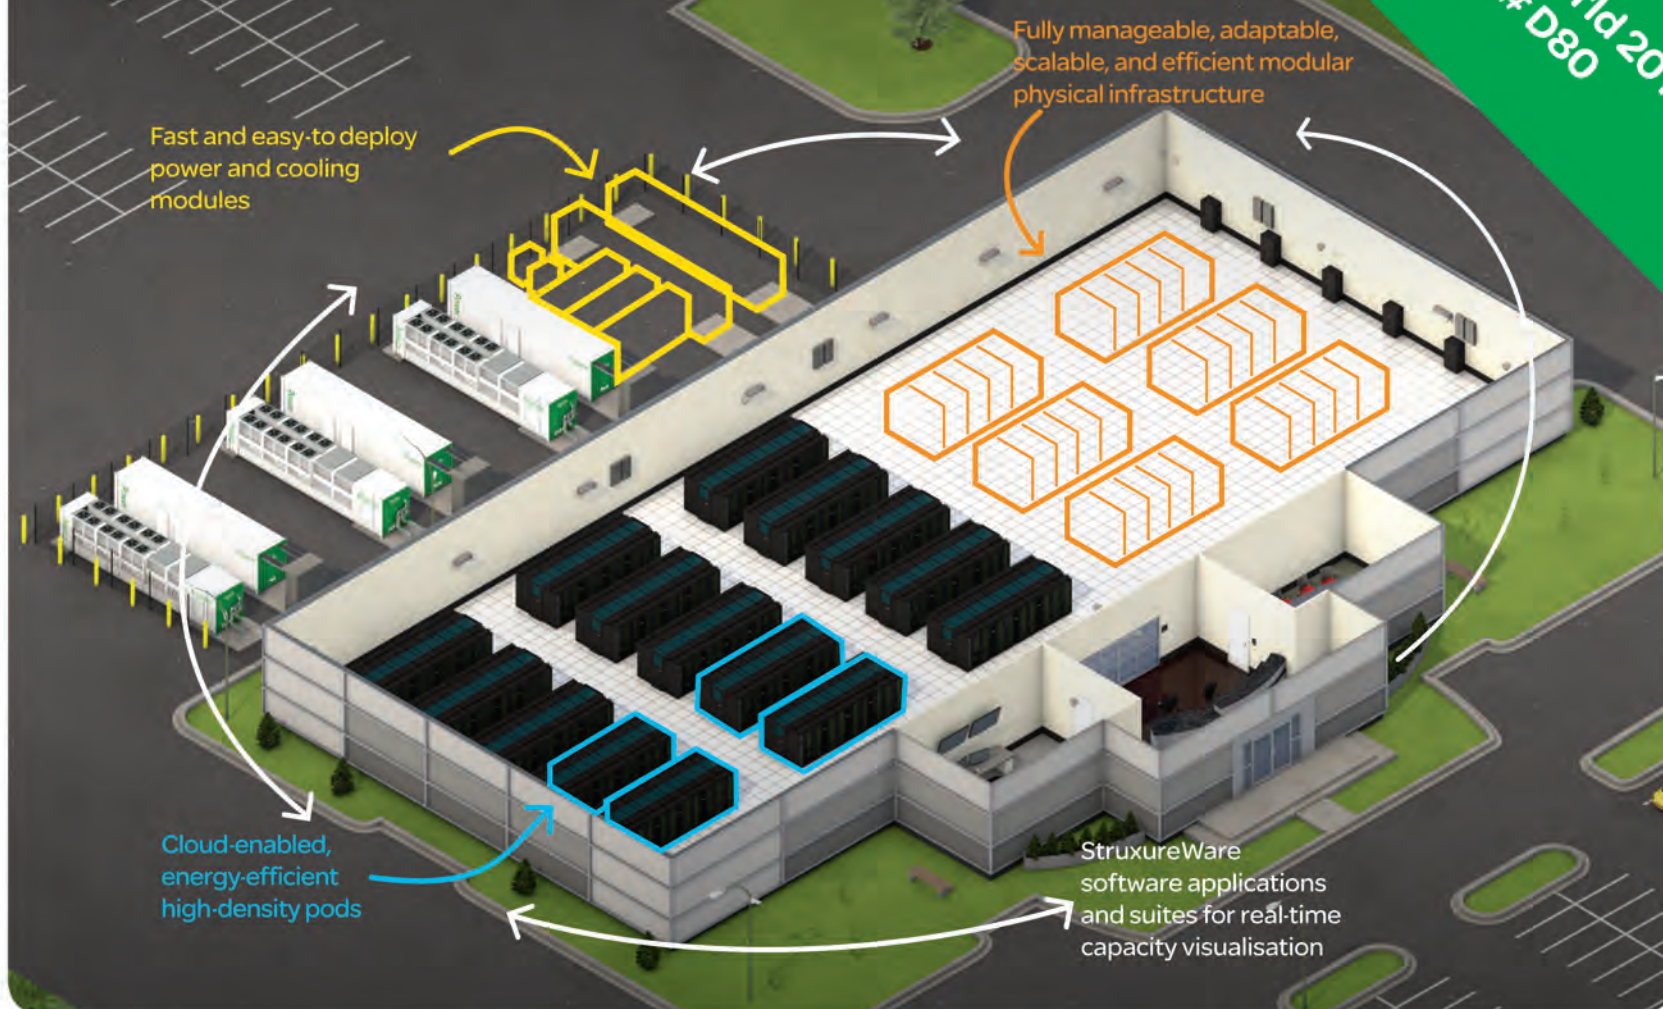 # D80
Fully manageable, adaptable,
scalable, and efficient modular
physical infrastructure
Fast and easy-to deploy
power and cooling
modules
Cloud-enabled,
energy-efficient
high-density pods
StruxureWare
software applications
and suites for real-time
capacity visualisation